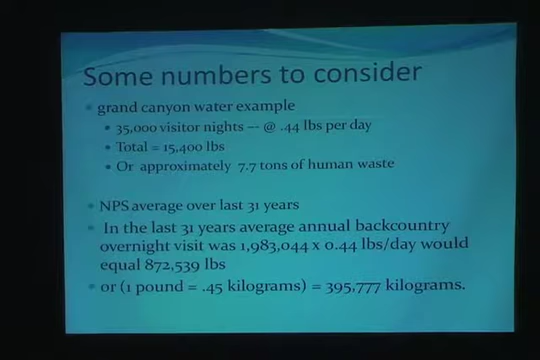 Some numbers to consider
grand canyon water example
35,000 visitor nights –- @ .44 lbs per day
Total = 15,400 lbs
Or approximately 7.7 tons of human waste
NPS average over last 31 years
In the last 31 years average annual backcountry
overnight visit was 1,983,044 x 0.44 lbs/day would
equal 872,539 lbs
or (1 pound = .45 kilograms) = 395,777 kilograms.